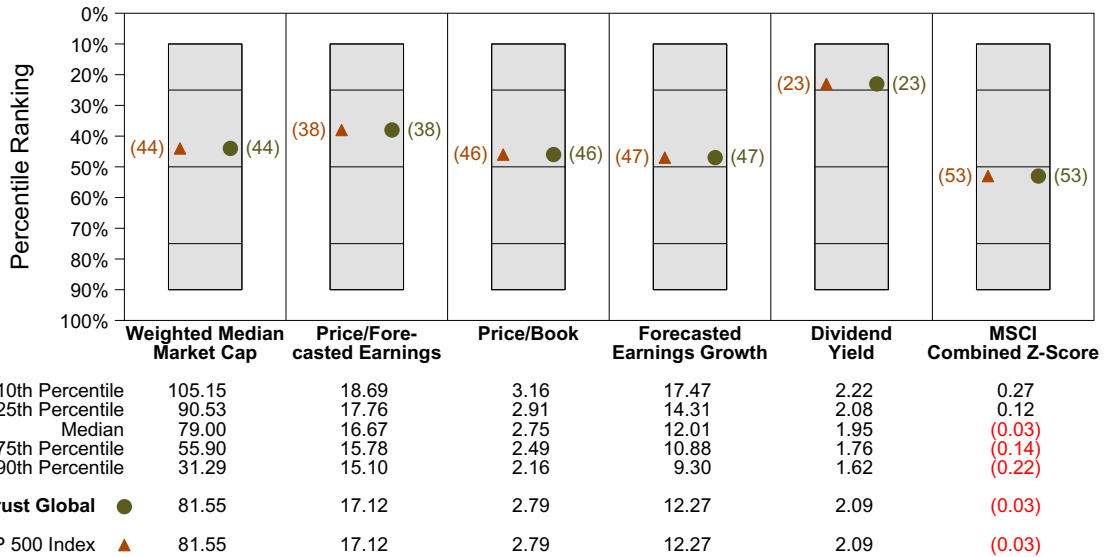 Percentile Ranking
0%
10%
20%
30%
40%
50%
60%
70%
80%
90%
100%
(44) (44)
(38) (38)
(46) (46)
(47) (47)
(23) (23)
(53) (53)
Weighted Median Market Cap
Price/Fore-casted Earnings
Price/Book
Forecasted Earnings Growth
Dividend Yield
MSCI Combined Z-Score
10th Percentile 105.15 18.69 3.16 17.47 2.22 0.27
25th Percentile 90.53 17.76 2.91 14.31 2.08 0.12
Median 79.00 16.67 2.75 12.01 1.95 (0.03)
75th Percentile 55.90 15.78 2.49 10.88 1.76 (0.14)
90th Percentile 31.29 15.10 2.16 9.30 1.62 (0.22)
rust Global 81.55 17.12 2.79 12.27 2.09 (0.03)
P 500 Index 81.55 17.12 2.79 12.27 2.09 (0.03)